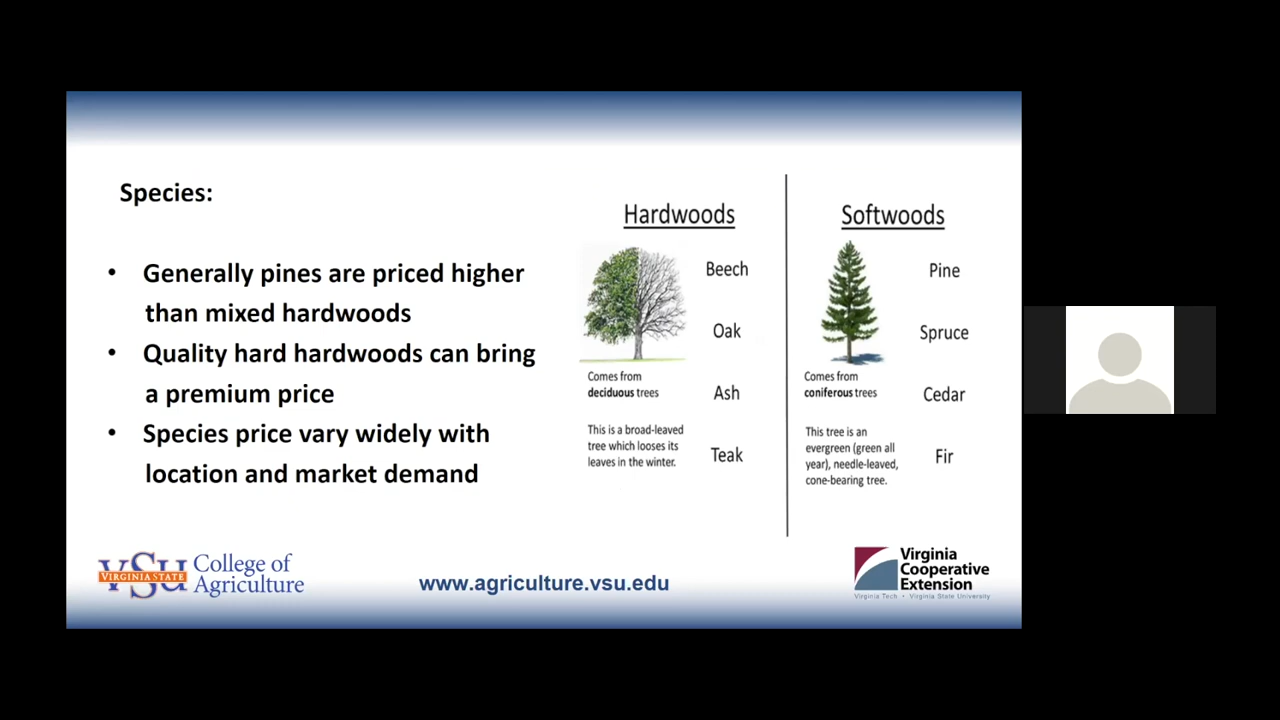 Species:
• Generally pines are priced higher
than mixed hardwoods
• Quality hard hardwoods can bring
a premium price
• Species price vary widely with
location and market demand
Hardwoods
Beech
Oak
Comes from
deciduous trees
Ash
This is a broad-leaved
tree which looses its
leaves in the winter.
Teak
Softwoods
Pine
Spruce
Comes from
coniferous trees
Cedar
This tree is an
evergreen (green all
year), needle-leaved,
cone-bearing tree.
Fir
VSU
VIRGINIA STATE
College of
Agriculture
www.agriculture.vsu.edu
Virginia
Cooperative
Extension
Virginia Tech • Virginia State University